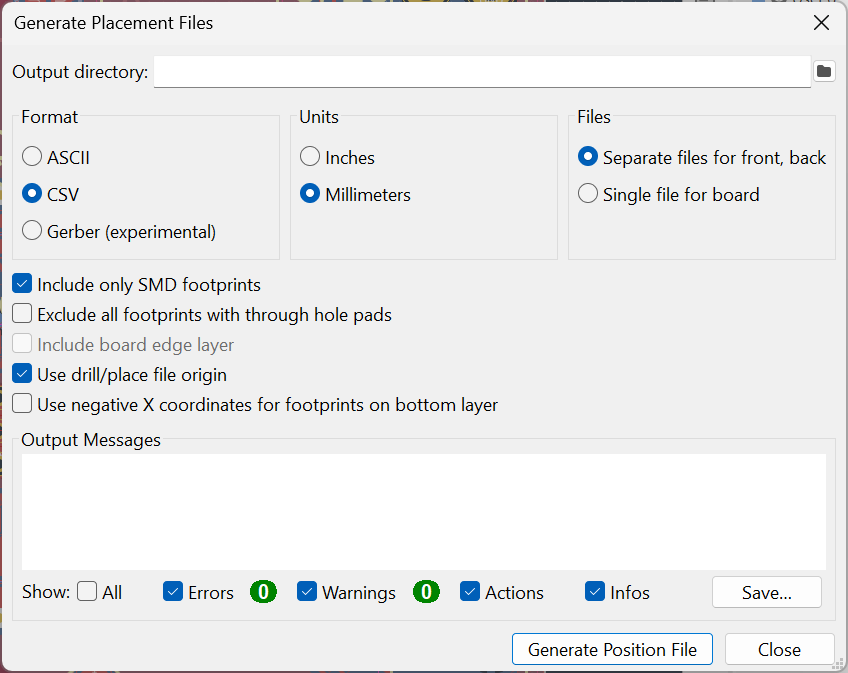 Generate Placement Files
Output directory:
Format Units Files
ASCII Inches Separate files for front, back
CSV Millimeters Single file for board
Gerber (experimental)
Include only SMD footprints
Exclude all footprints with through hole pads
Include board edge layer
Use drill/place file origin
Use negative X coordinates for footprints on bottom layer
Output Messages
Show: All Errors 0 Warnings 0 Actions Infos Save...
Generate Position File Close